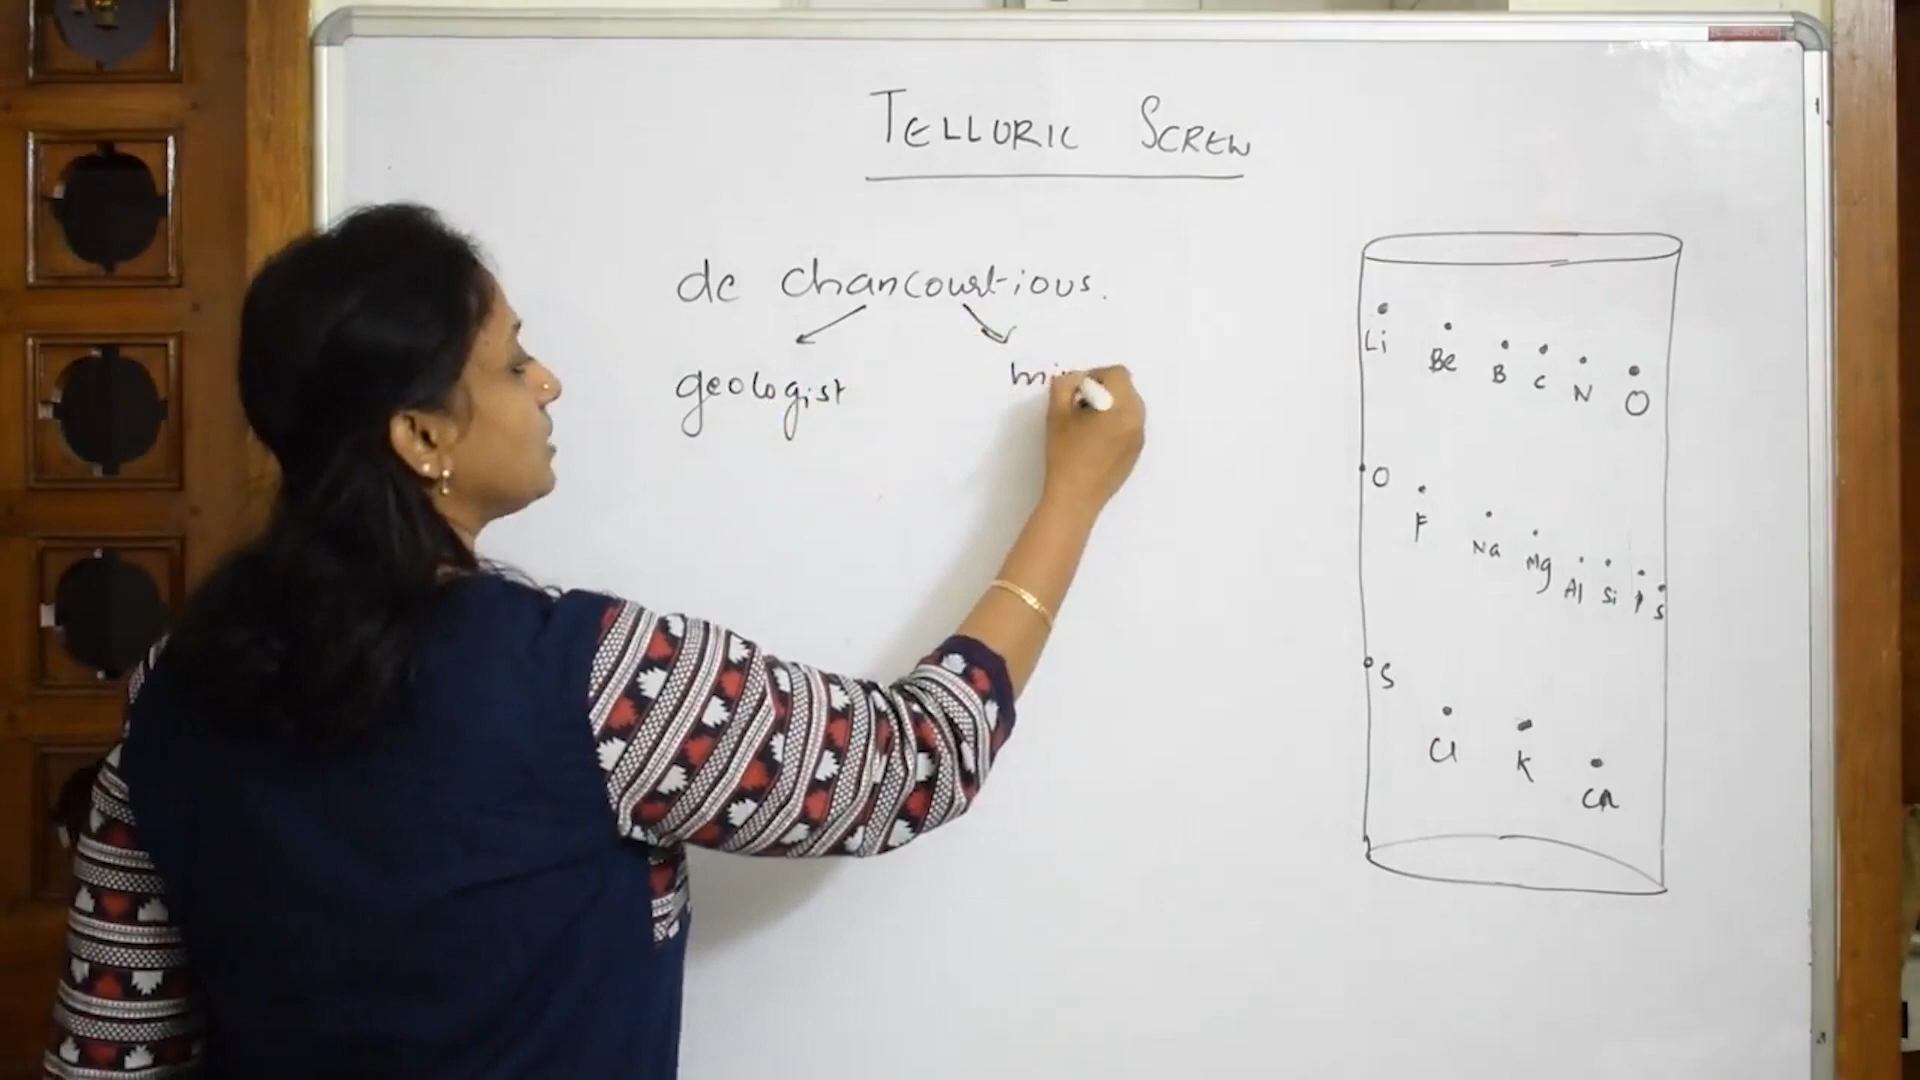 TELLURIC SCREW
de chancourtious.
geologist
Li Be B C N O
O F Na Mg Al Si P S
S Cl K Ca